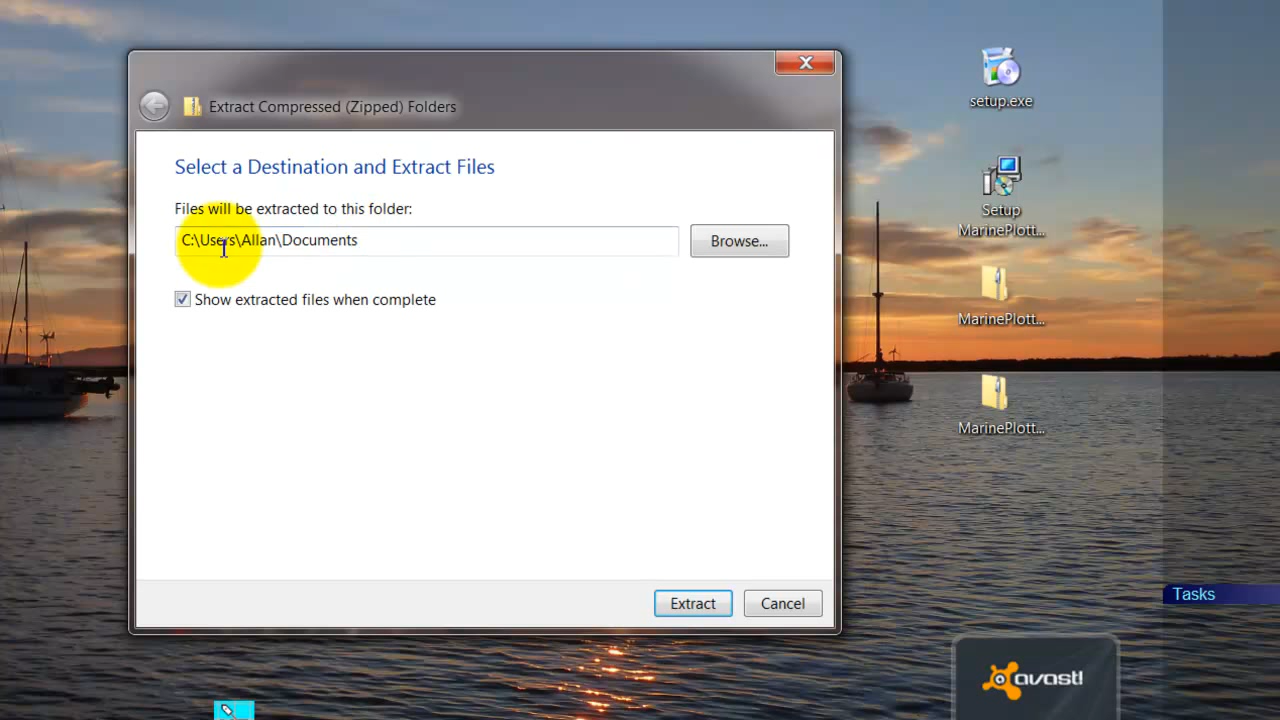 Extract Compressed (Zipped) Folders
Select a Destination and Extract Files
Files will be extracted to this folder:
C:\Users\Allan\Documents
Browse...
Show extracted files when complete
Extract
Cancel
setup.exe
Setup
MarinePlott...
MarinePlott...
MarinePlott...
Tasks
avast!